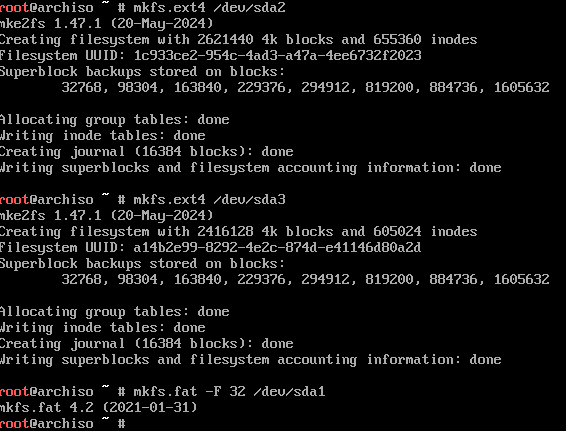 root@archiso ~ # mkfs.ext4 /dev/sda2
mke2fs 1.47.1 (20-May-2024)
Creating filesystem with 2621440 4k blocks and 655360 inodes
Filesystem UUID: 1c933ce2-954c-4ad3-a47a-4ee6732f2023
Superblock backups stored on blocks:
        32768, 98304, 163840, 229376, 294912, 819200, 884736, 1605632

Allocating group tables: done
Writing inode tables: done
Creating journal (16384 blocks): done
Writing superblocks and filesystem accounting information: done

root@archiso ~ # mkfs.ext4 /dev/sda3
mke2fs 1.47.1 (20-May-2024)
Creating filesystem with 2416128 4k blocks and 605024 inodes
Filesystem UUID: a14b2e99-8292-4e2c-874d-e41146d80a2d
Superblock backups stored on blocks:
        32768, 98304, 163840, 229376, 294912, 819200, 884736, 1605632

Allocating group tables: done
Writing inode tables: done
Creating journal (16384 blocks): done
Writing superblocks and filesystem accounting information: done

root@archiso ~ # mkfs.fat -F 32 /dev/sda1
mkfs.fat 4.2 (2021-01-31)
root@archiso ~ #